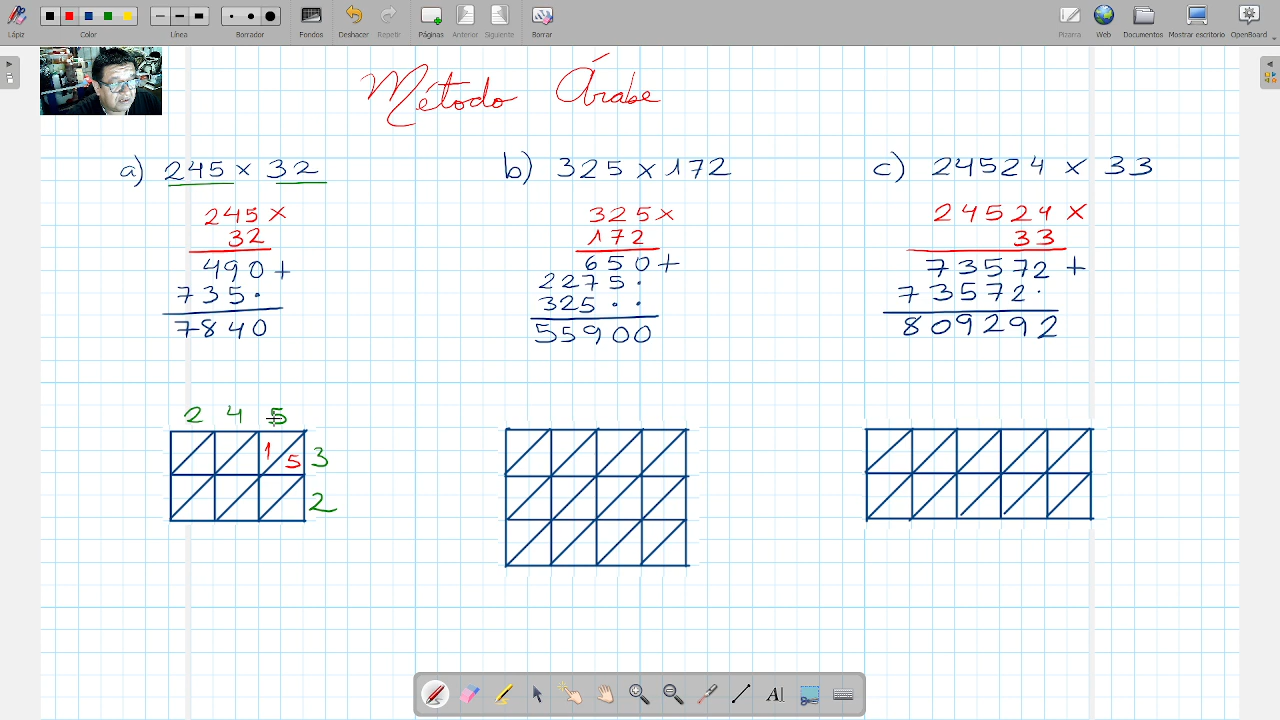 Lápiz Color Línea Borrador Fondos Deshacer Repetir Páginas Anterior Siguiente Borrar Pizarra Web Documentos Mostrar escritorio OpenBoard
Método Árabe
a) 245 x 32
245 x
32
490 +
735 .
7840
b) 325 x 172
325 x
172
650 +
2275 .
325 . .
55900
c) 24524 x 33
24524 x
33
73572 +
73572 .
809292
2 4 5
1 5 3
2
A